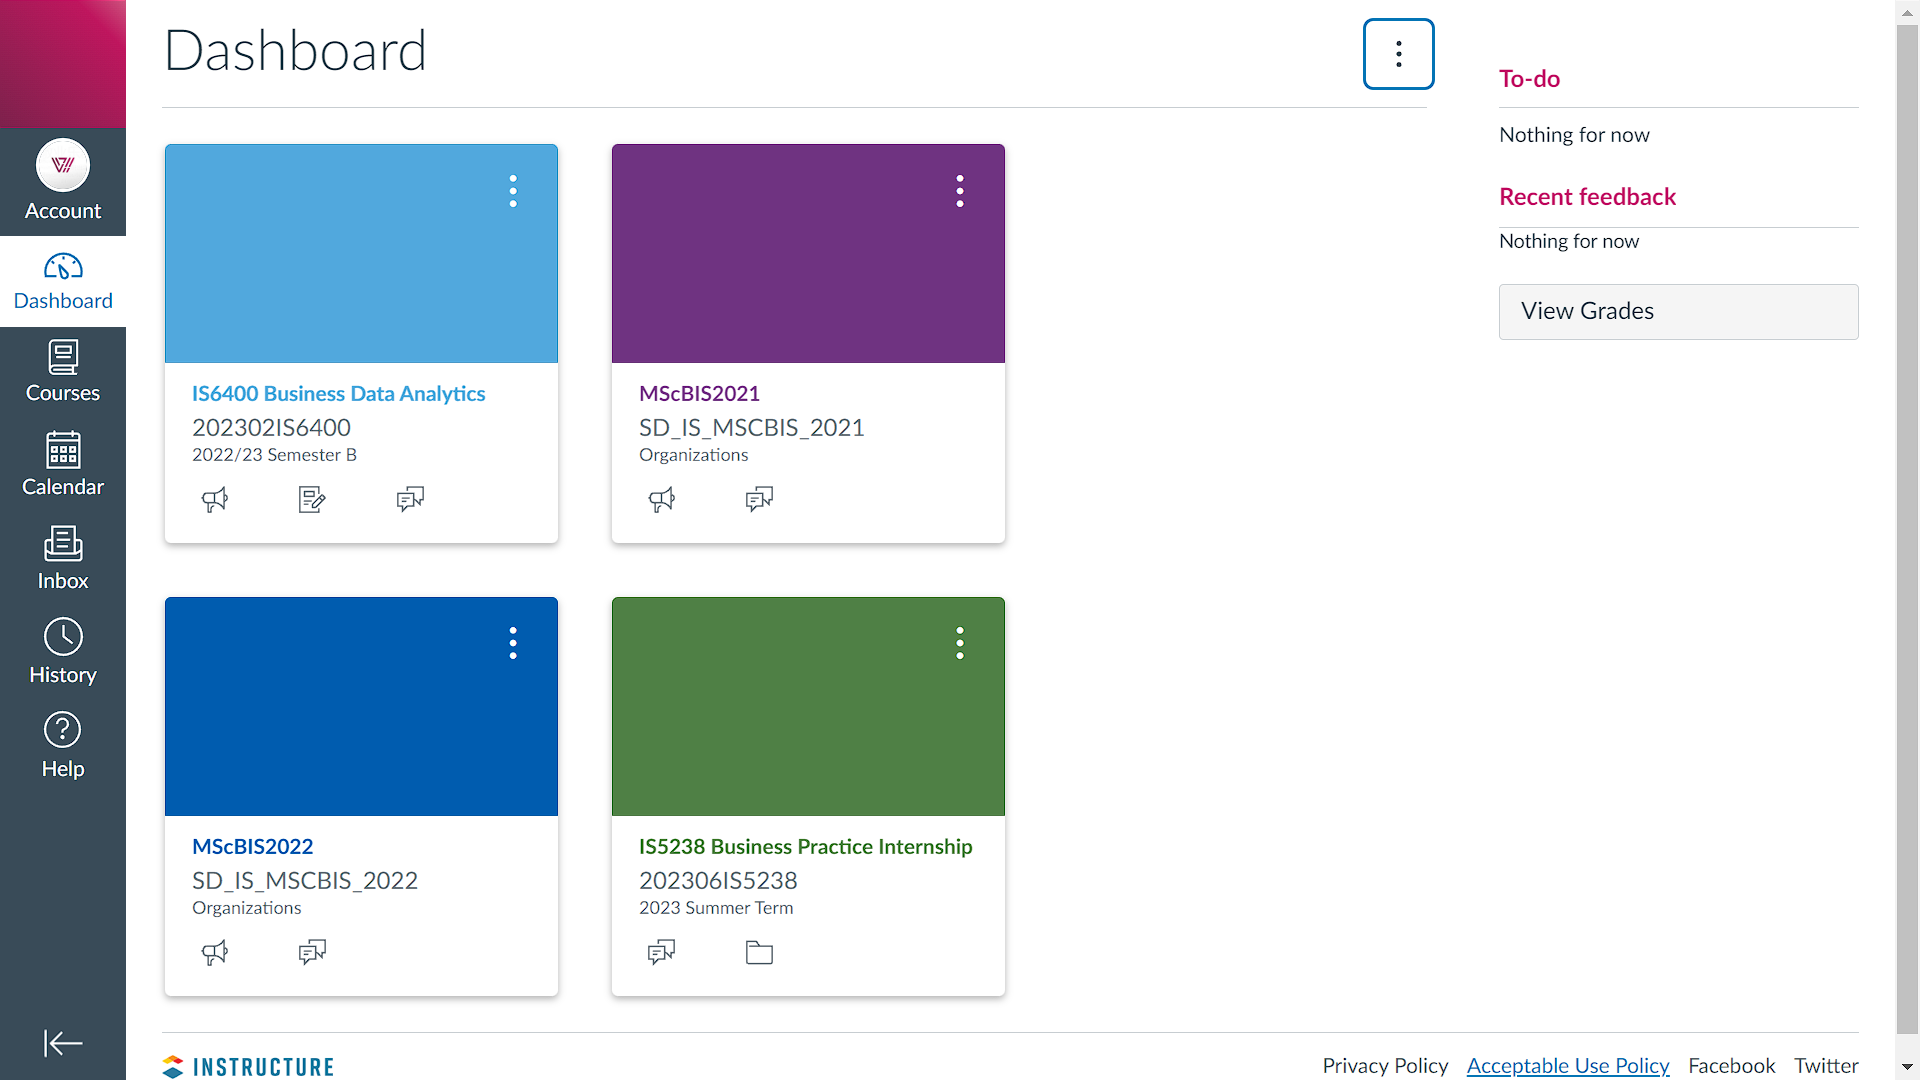 Dashboard
Account
Dashboard
Courses
Calendar
Inbox
History
Help
IS6400 Business Data Analytics
202302IS6400
2022/23 Semester B
MScBIS2021
SD_IS_MSCBIS_2021
Organizations
MScBIS2022
SD_IS_MSCBIS_2022
Organizations
IS5238 Business Practice Internship
202306IS5238
2023 Summer Term
To-do
Nothing for now
Recent feedback
Nothing for now
View Grades
INSTRUCTURE
Privacy Policy Acceptable Use Policy Facebook Twitter